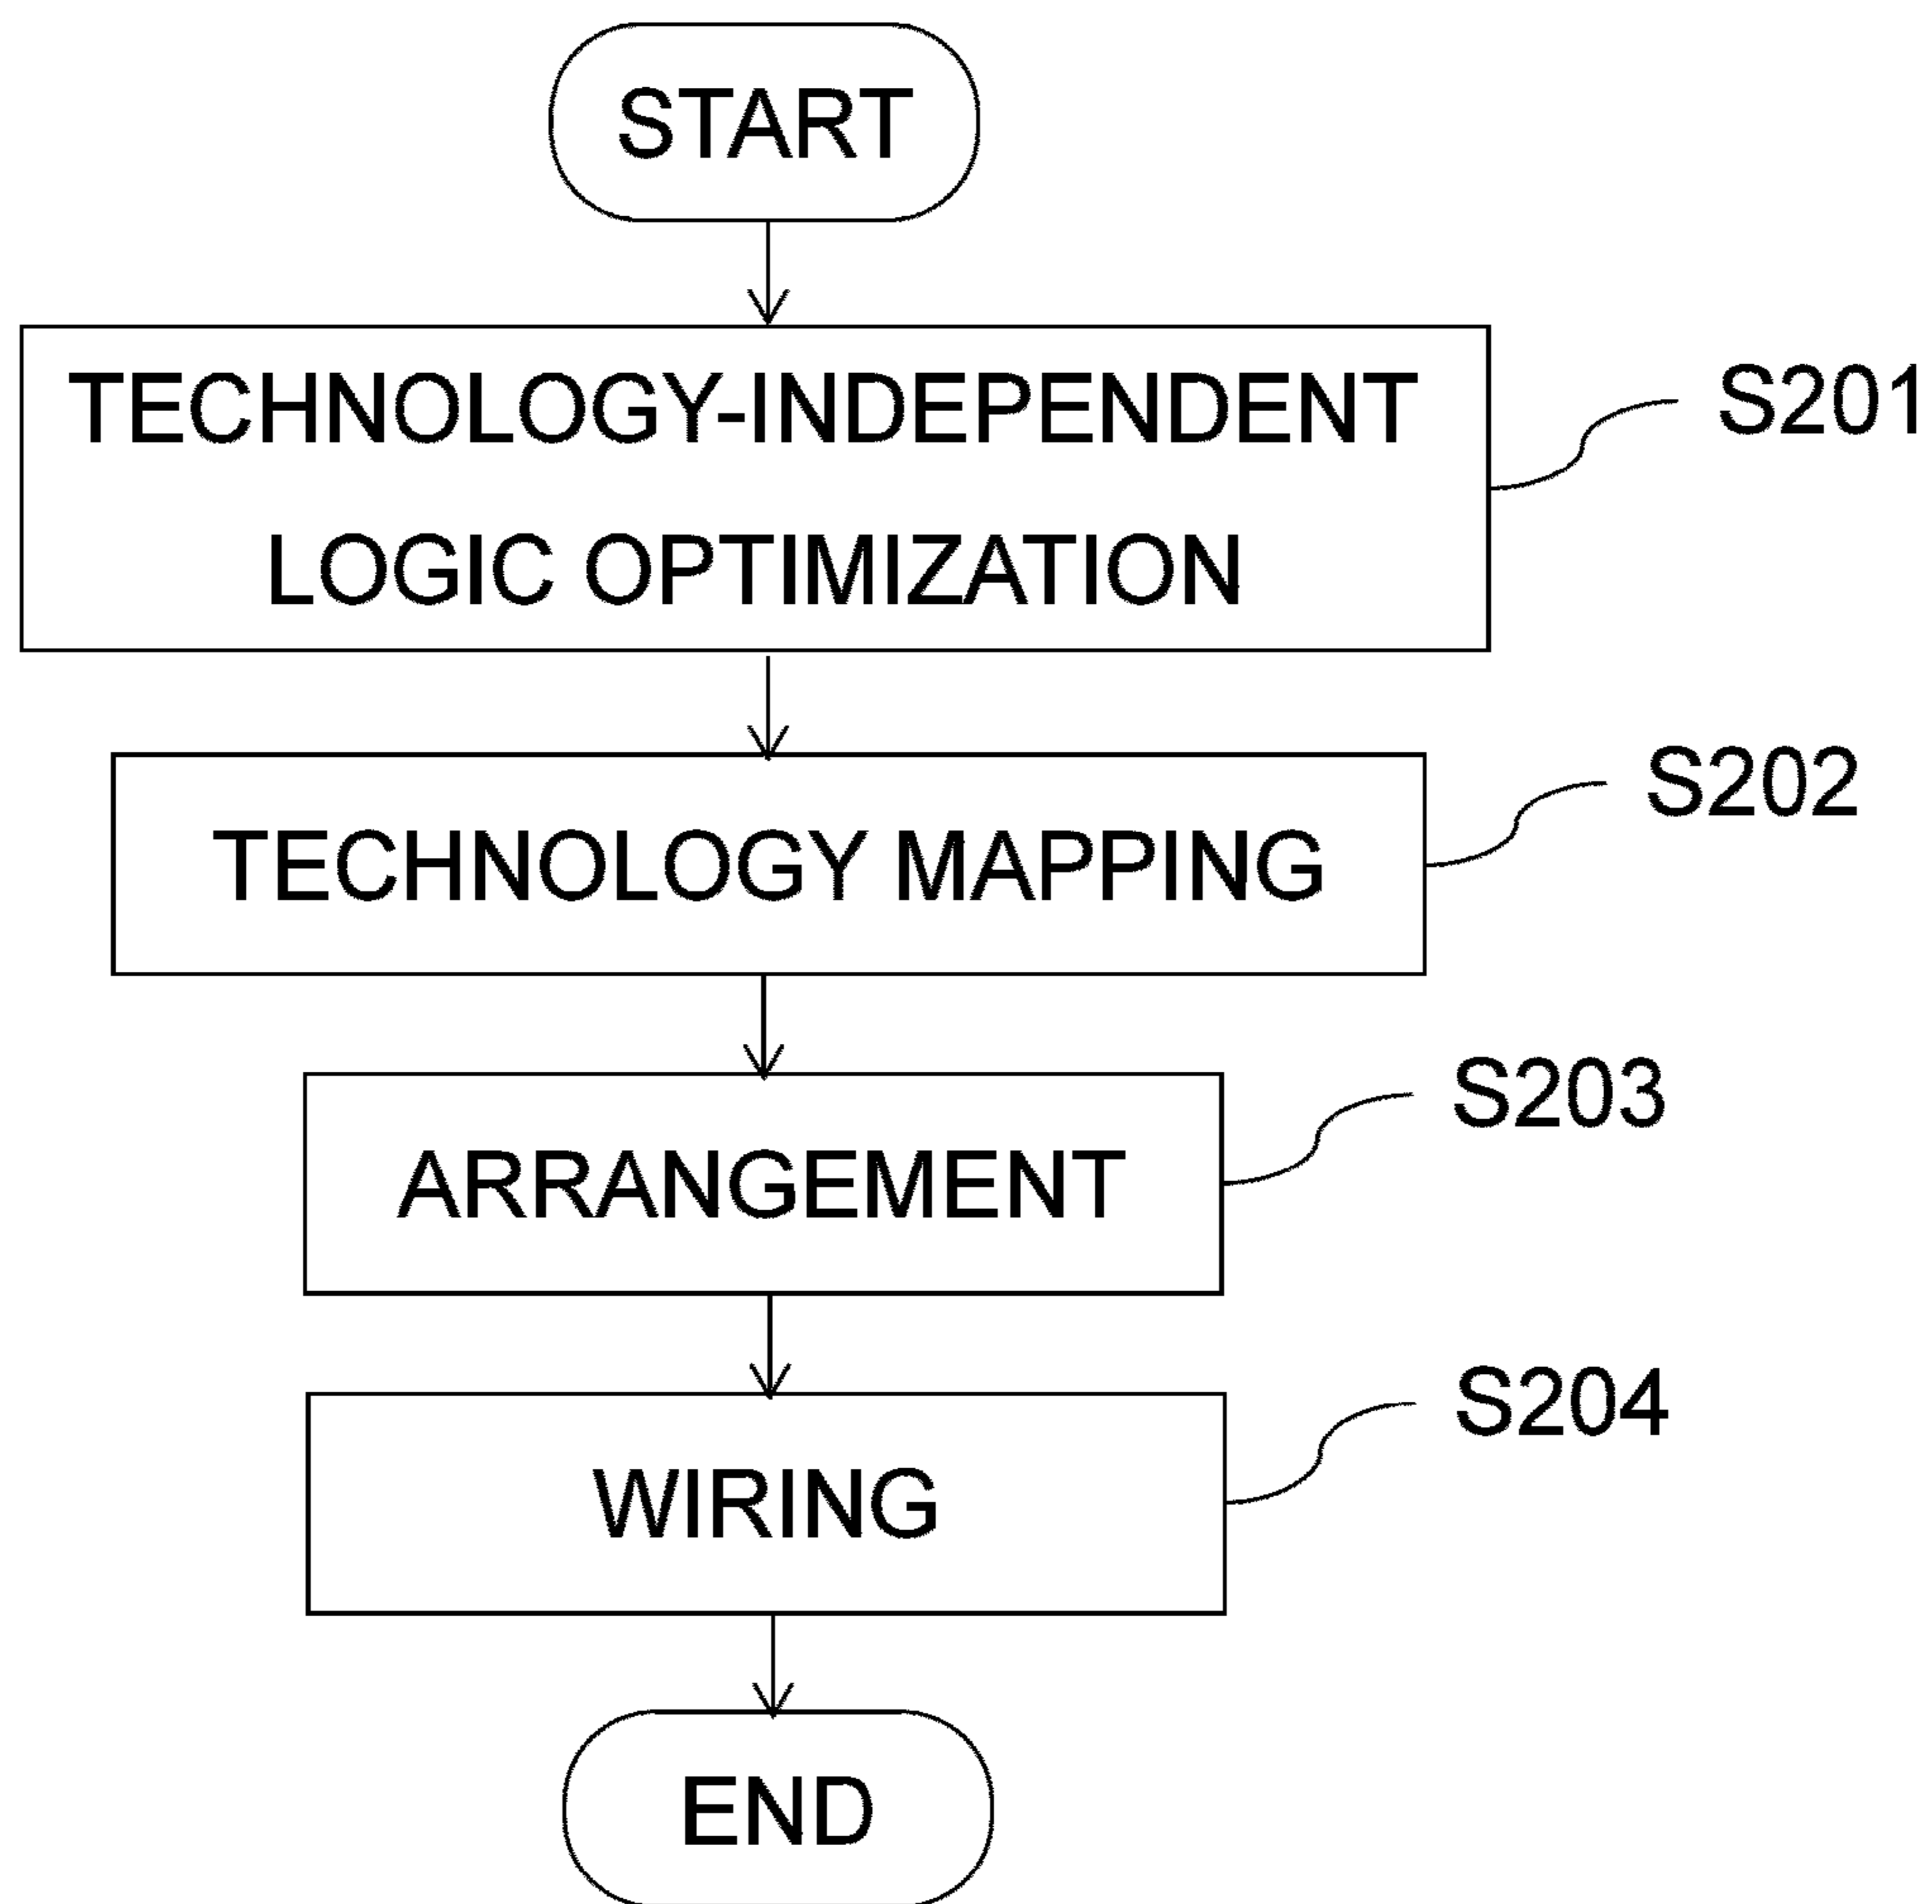 START
TECHNOLOGY-INDEPENDENT
LOGIC OPTIMIZATION
S201
TECHNOLOGY MAPPING
S202
ARRANGEMENT
S203
WIRING
S204
END